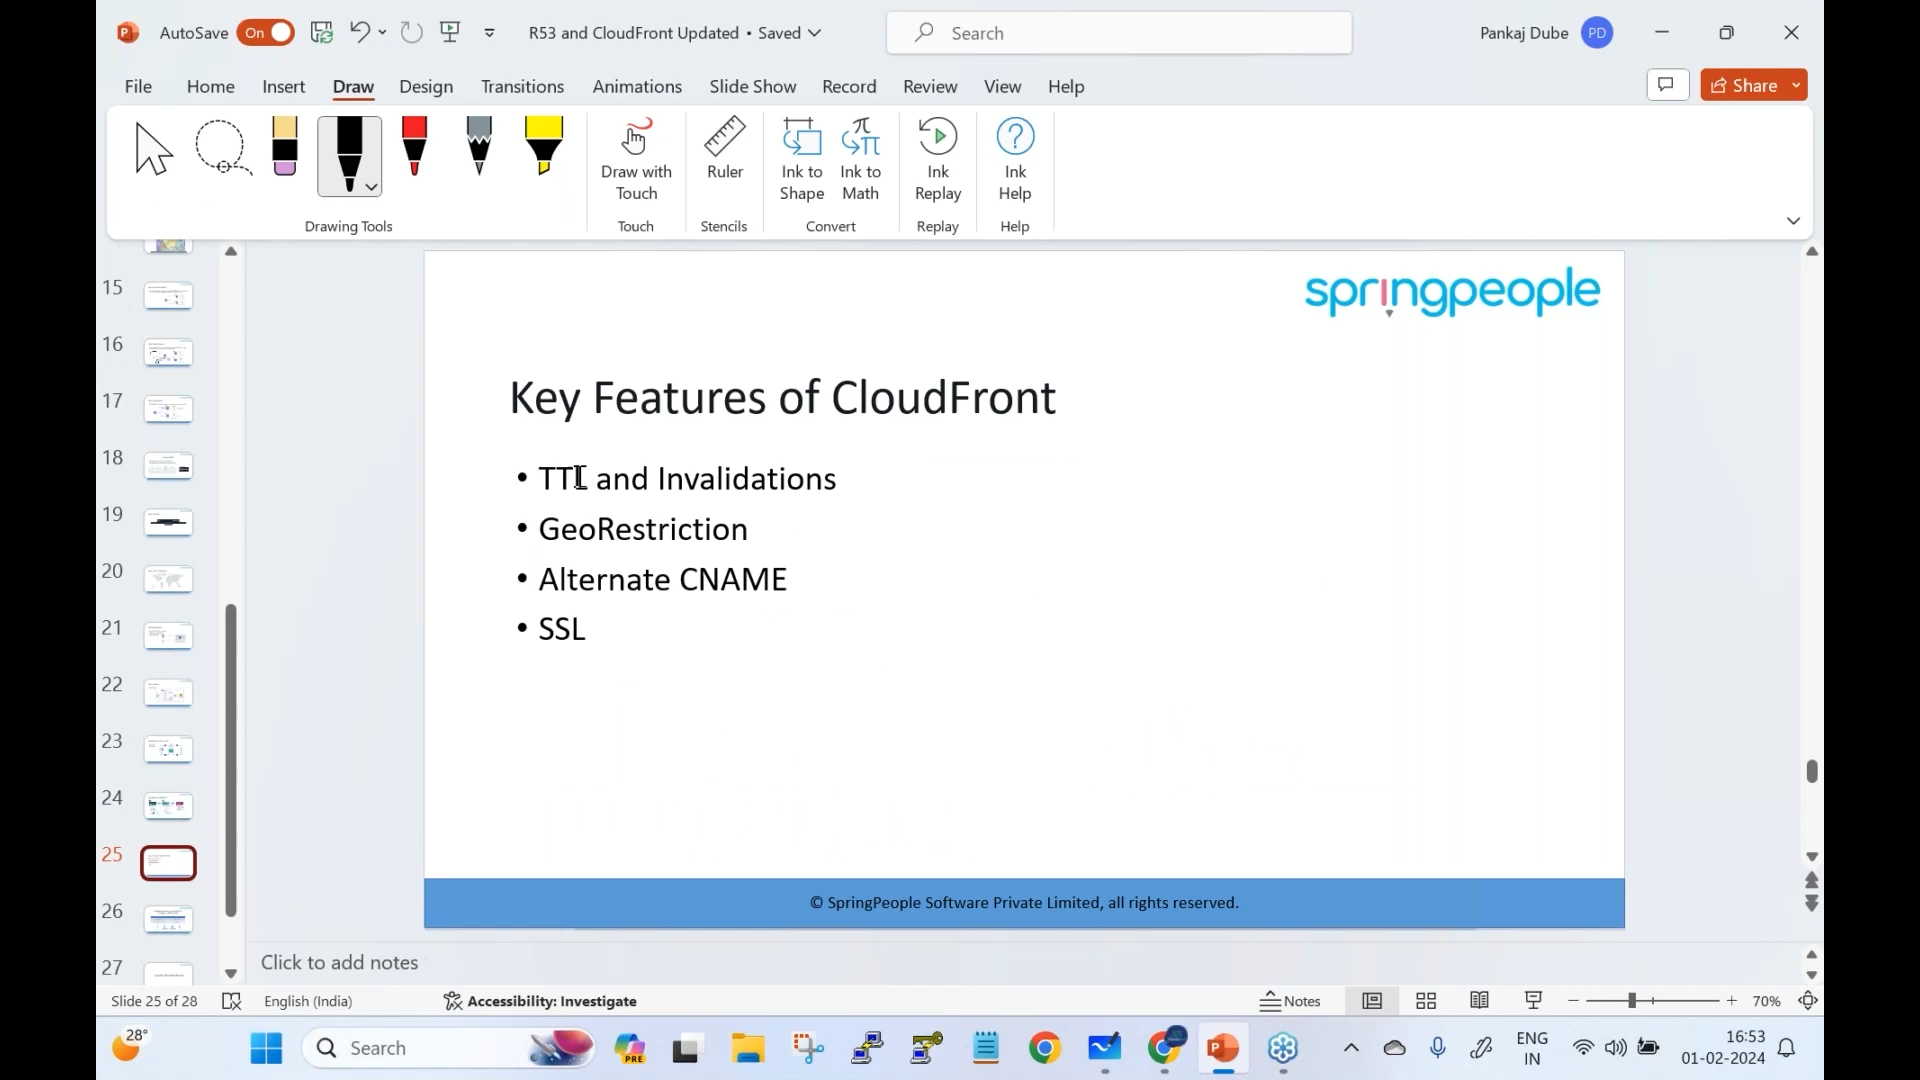 AutoSave On R53 and CloudFront Updated • Saved Search Pankaj Dube PD
File Home Insert Draw Design Transitions Animations Slide Show Record Review View Help Share
Draw with Touch
Ruler
Ink to Shape
Ink to Math
Ink Replay
Ink Help
Drawing Tools Touch Stencils Convert Replay Help
15
16
17
18
19
20
21
22
23
24
25
26
27
springpeople
Key Features of CloudFront
• TTL and Invalidations
• GeoRestriction
• Alternate CNAME
• SSL
© SpringPeople Software Private Limited, all rights reserved.
Click to add notes
Slide 25 of 28 English (India) Accessibility: Investigate Notes 70%
28° Search PRE ENG IN 16:53 01-02-2024